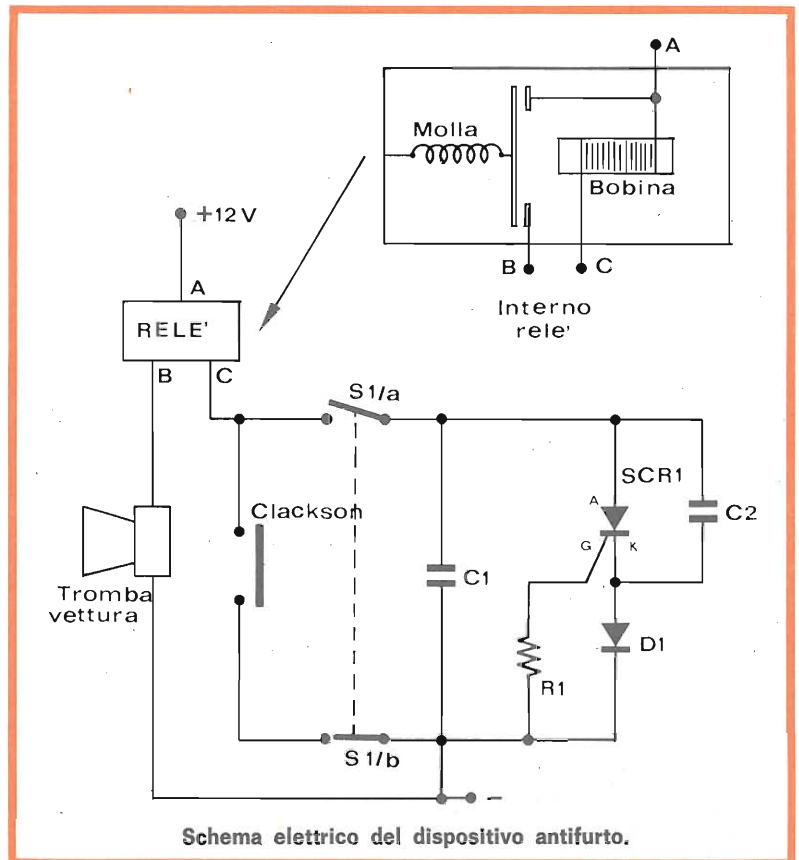 A
Molla
Bobina
B
C
Interno
rele'
+12V
A
RELE'
B
C
S1/a
Clackson
Tromba
vettura
C1
SCR1
A
G
K
C2
D1
R1
S1/b
-
Schema elettrico del dispositivo antifurto.